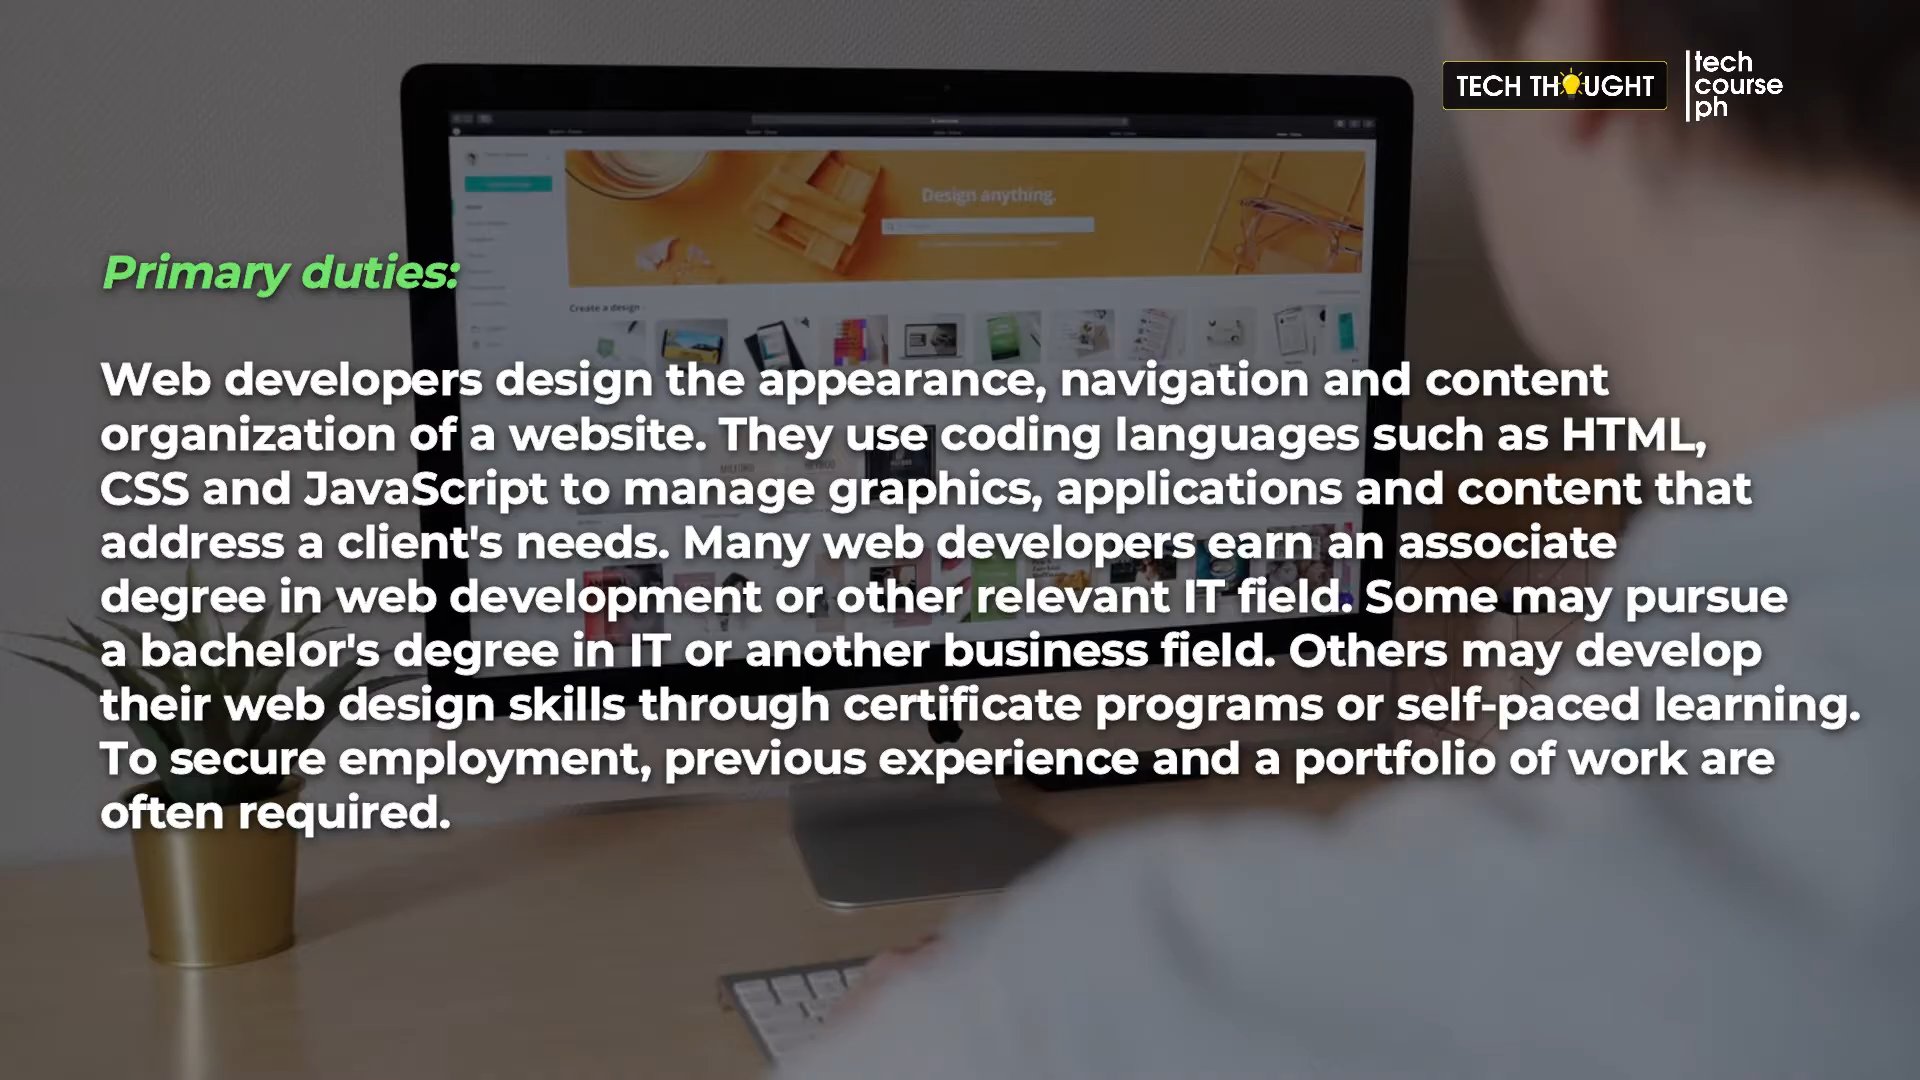 TECH THOUGHT
tech
course
ph
Design anything.
Create a design
Primary duties:
Web developers design the appearance, navigation and content
organization of a website. They use coding languages such as HTML,
CSS and JavaScript to manage graphics, applications and content that
address a client's needs. Many web developers earn an associate
degree in web development or other relevant IT field. Some may pursue
a bachelor's degree in IT or another business field. Others may develop
their web design skills through certificate programs or self-paced learning.
To secure employment, previous experience and a portfolio of work are
often required.